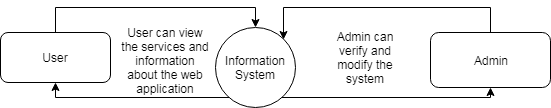 User
User can view
the services and
information
about the web
application
Information
System
Admin can
verify and
modify the
system
Admin